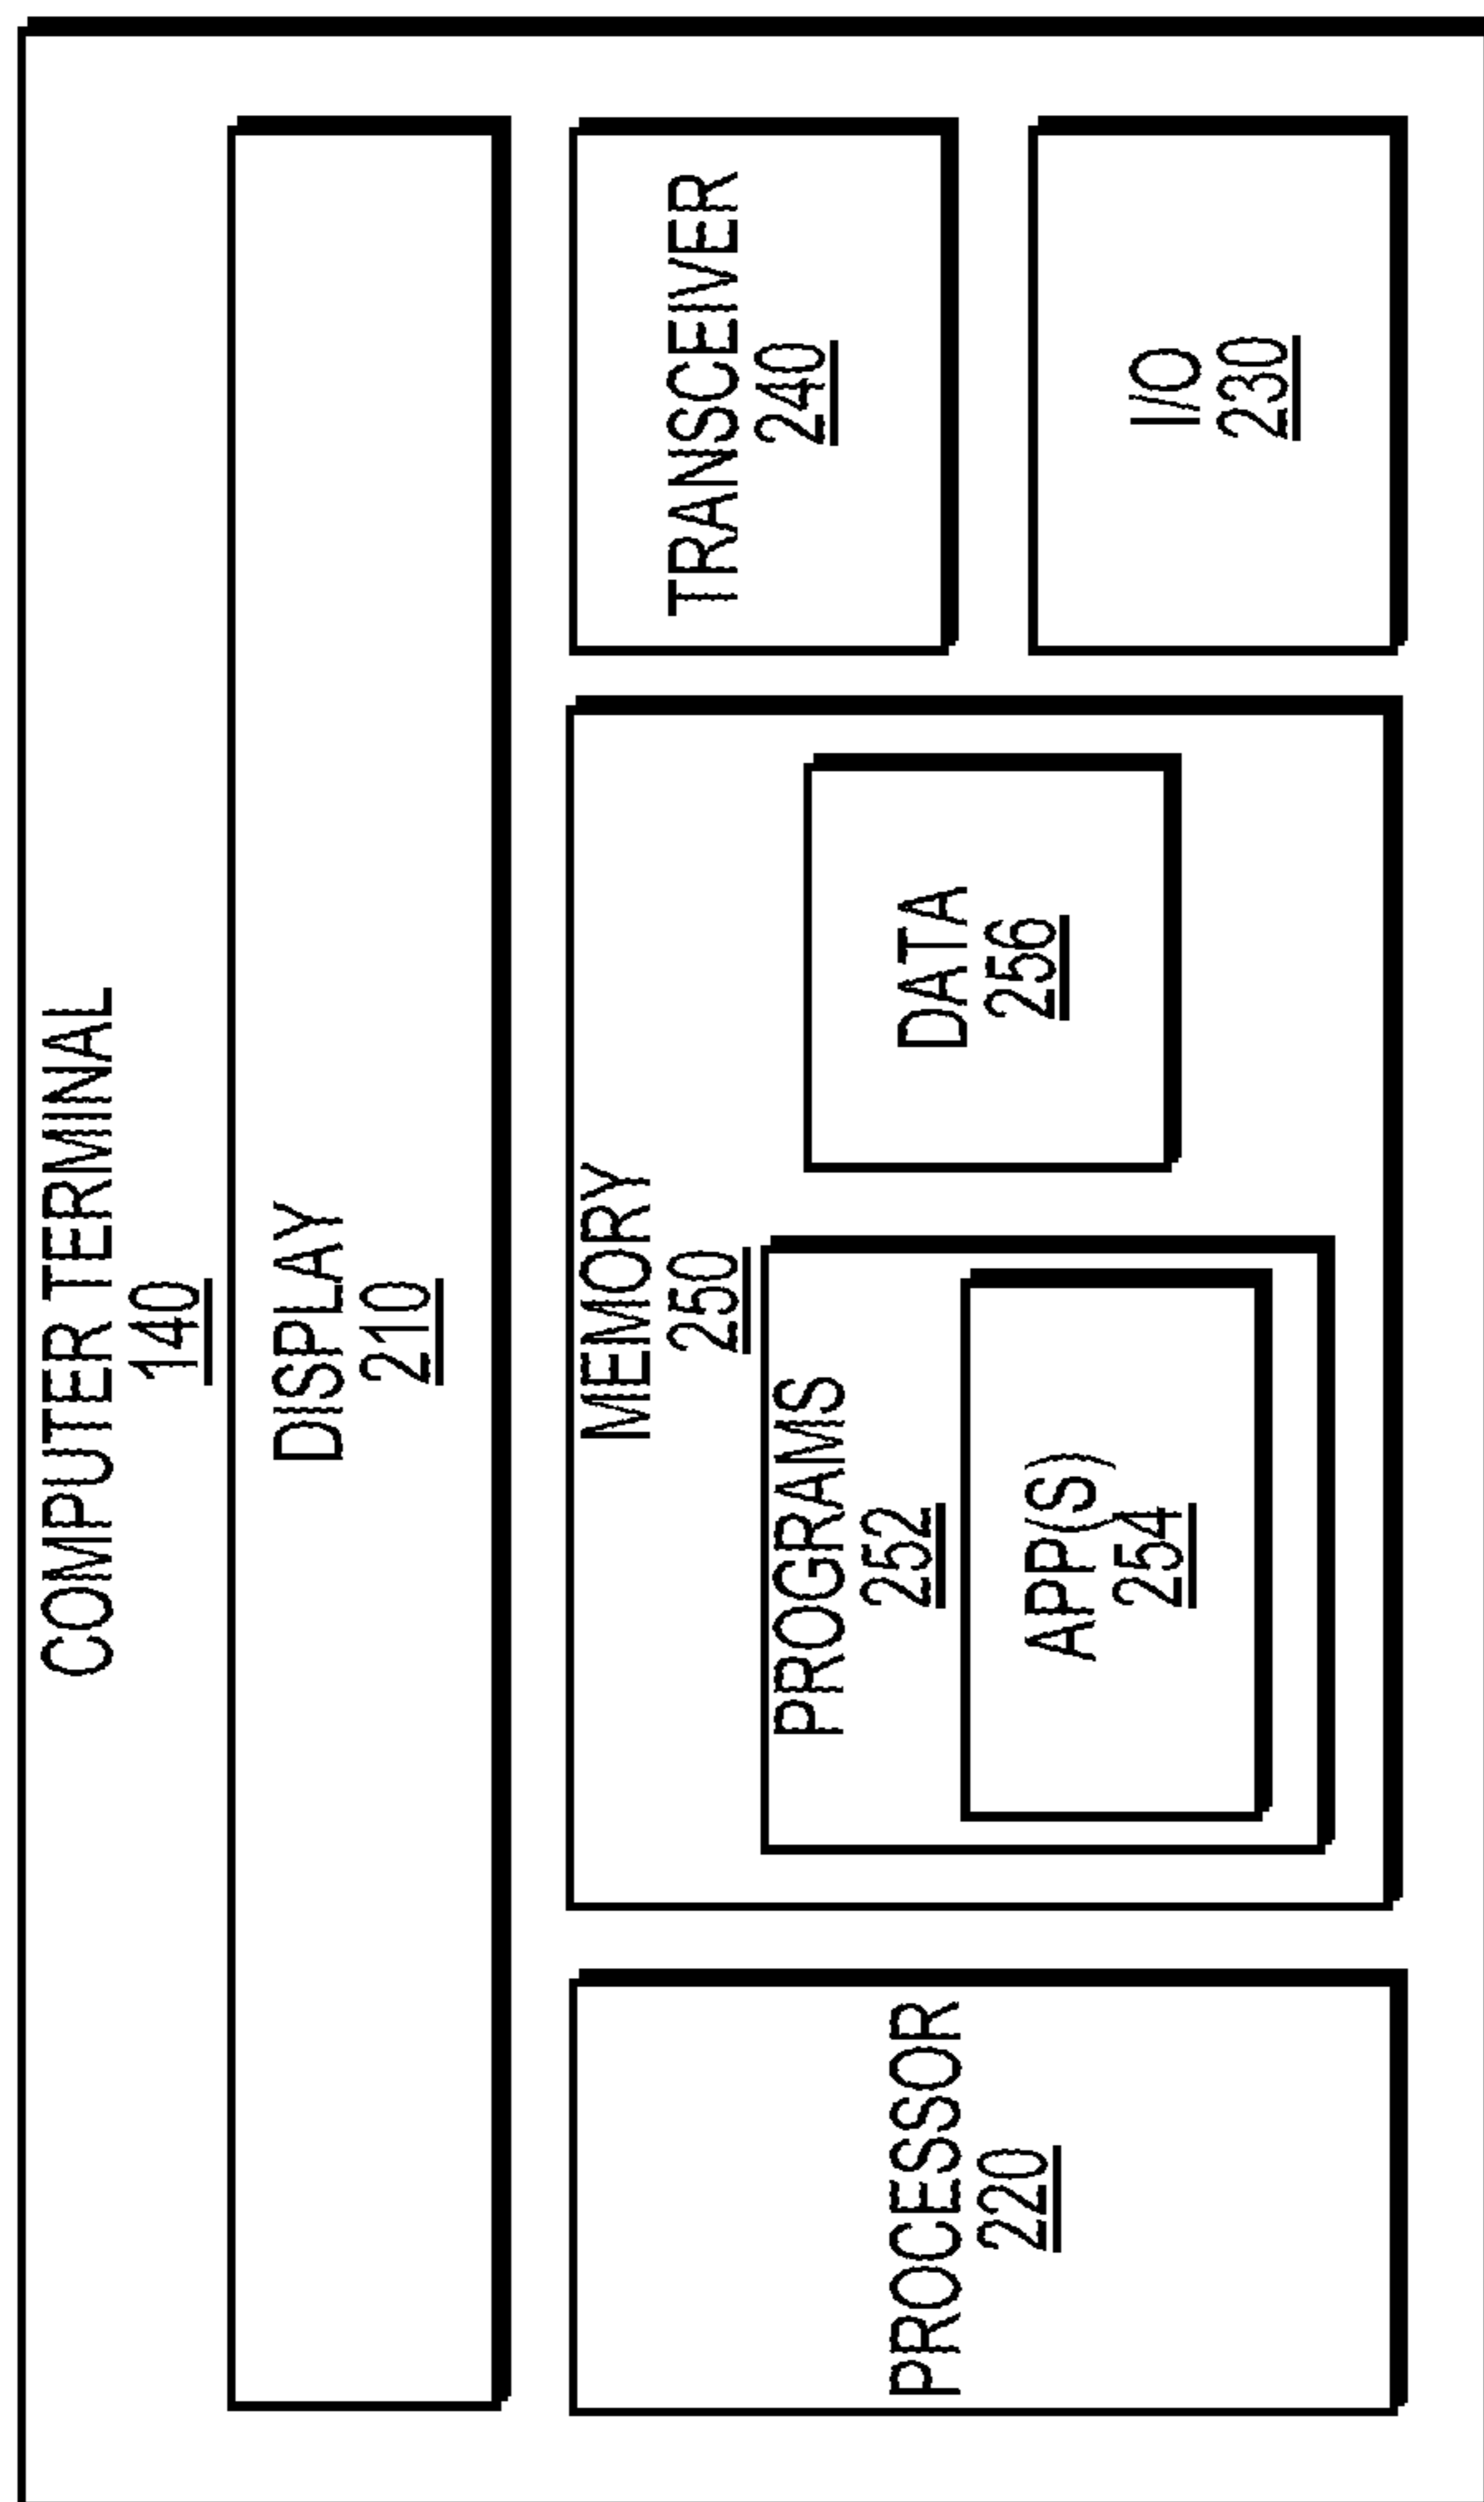 COMPUTER TERMINAL
140
DISPLAY
210
PROCESSOR
220
MEMORY
250
PROGRAMS
252
APP(S)
254
DATA
256
TRANSCEIVER
240
I/O
230